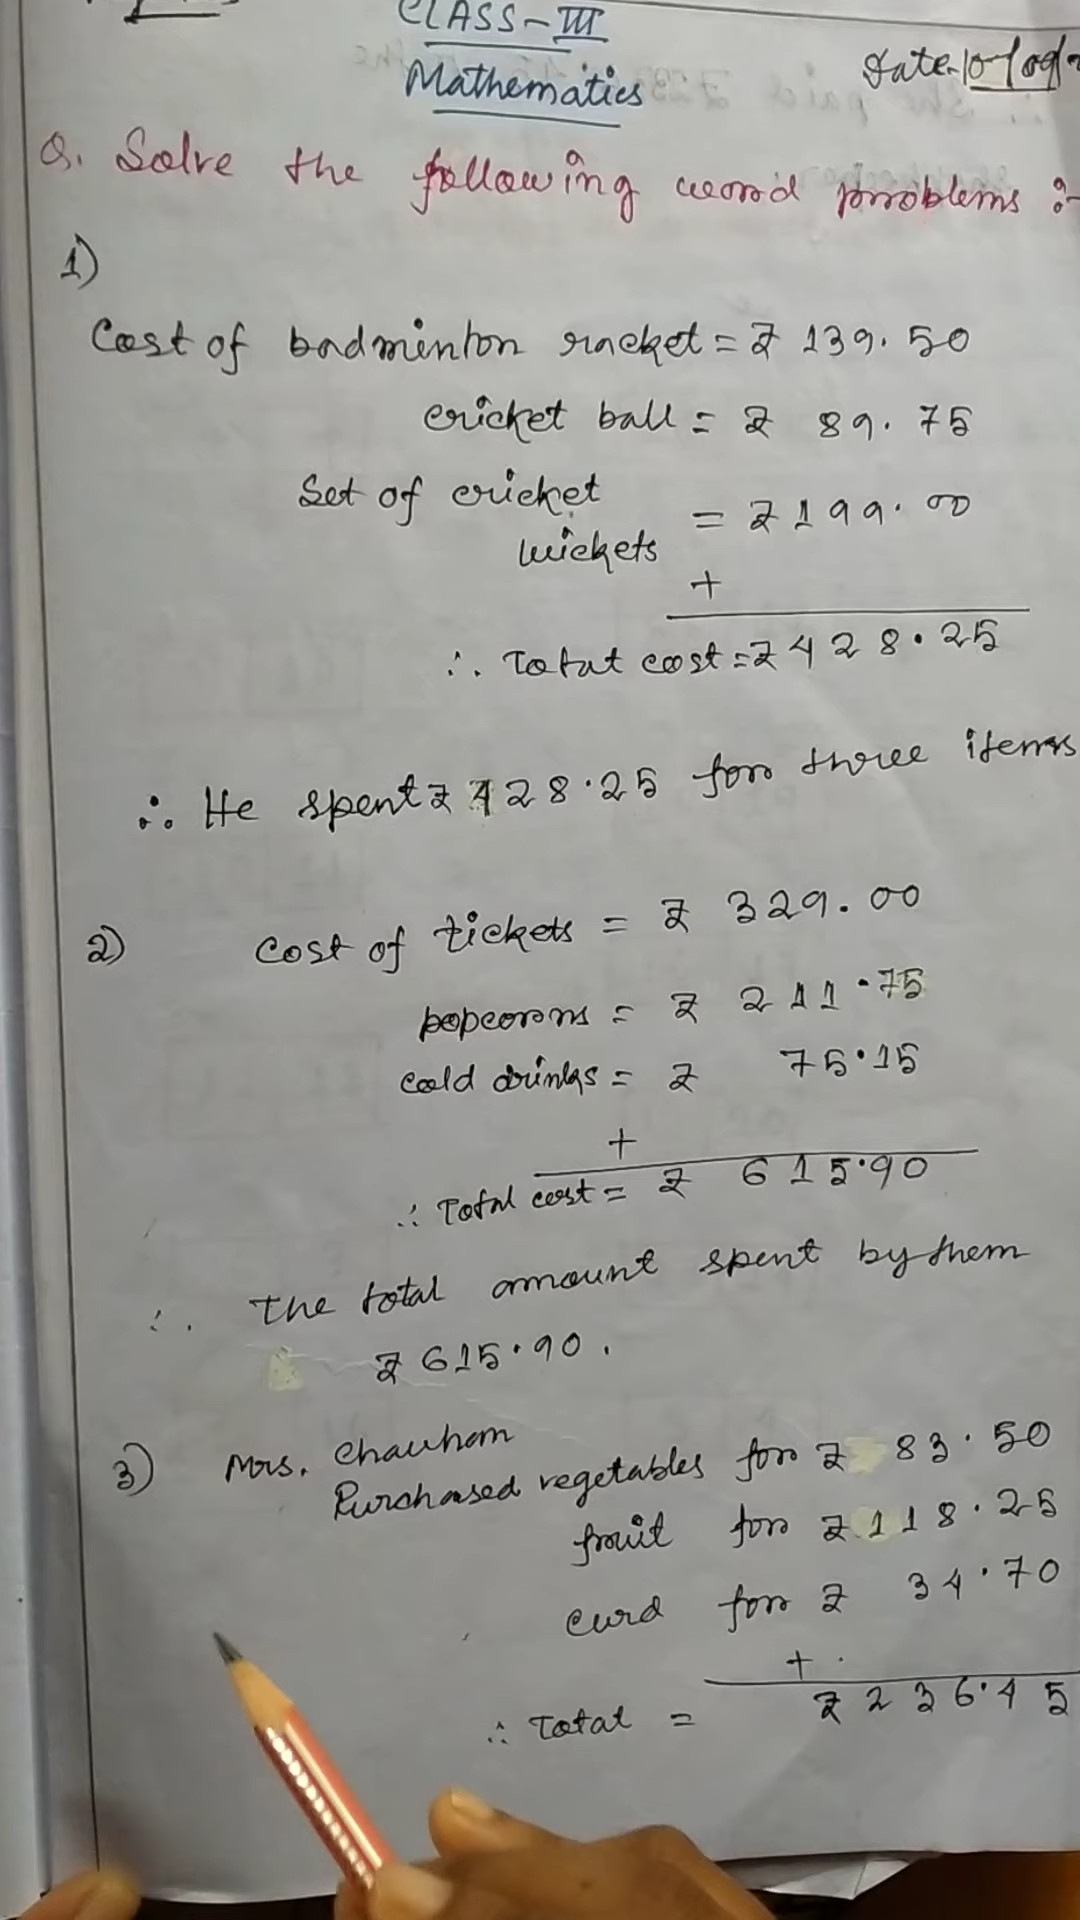 CLASS-III
Mathematics
Date-10/09
Q. Solve the following word problems :-
1)
Cost of badminton racket = ₹ 139.50
cricket ball = ₹ 89.75
Set of cricket
wickets = ₹ 199.00
+
∴ Total cost = ₹ 428.25
∴ He spent ₹ 428.25 for three items
2) Cost of tickets = ₹ 329.00
popcorns = ₹ 211.75
cold drinks = ₹ 75.15
+
∴ Total cost = ₹ 615.90
∴ The total amount spent by them
₹ 615.90.
3) Mrs. Chauhan
Purchased vegetables for ₹ 83.50
fruit for ₹ 118.25
curd for ₹ 34.70
+
∴ Total = ₹ 236.45